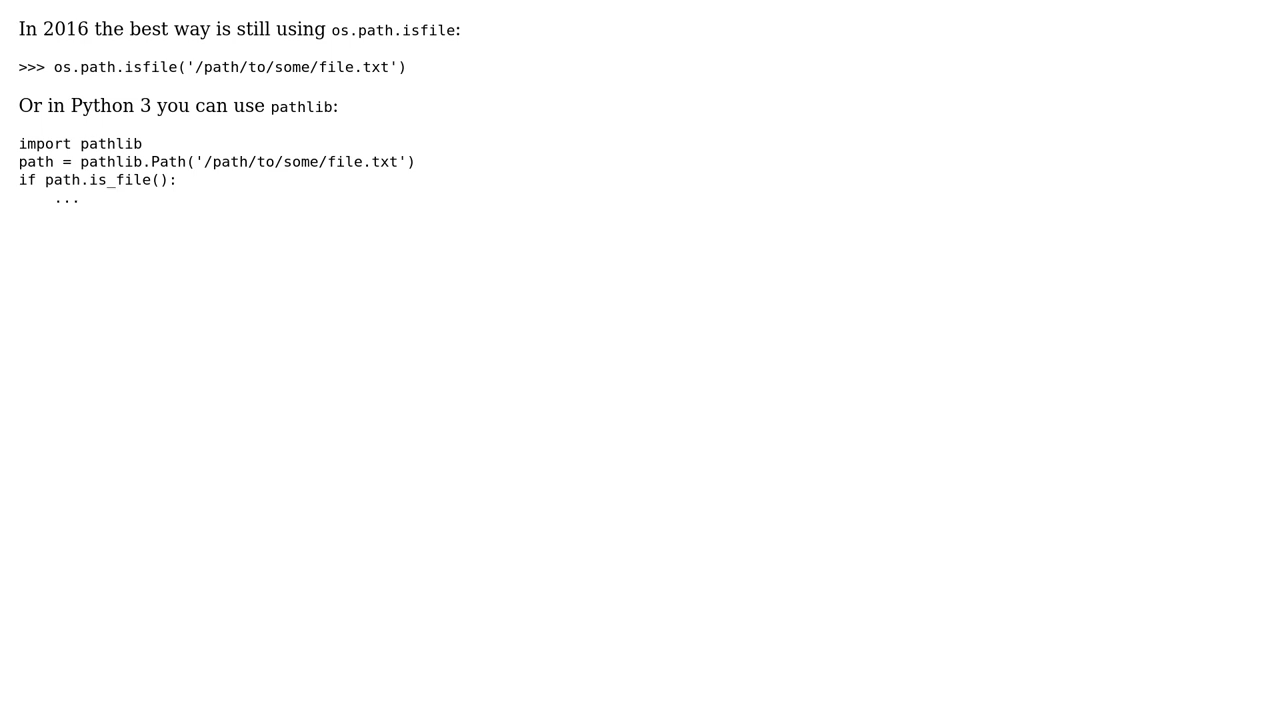 In 2016 the best way is still using os.path.isfile:
>>> os.path.isfile('/path/to/some/file.txt')
Or in Python 3 you can use pathlib:
import pathlib
path = pathlib.Path('/path/to/some/file.txt')
if path.is_file():
    ...